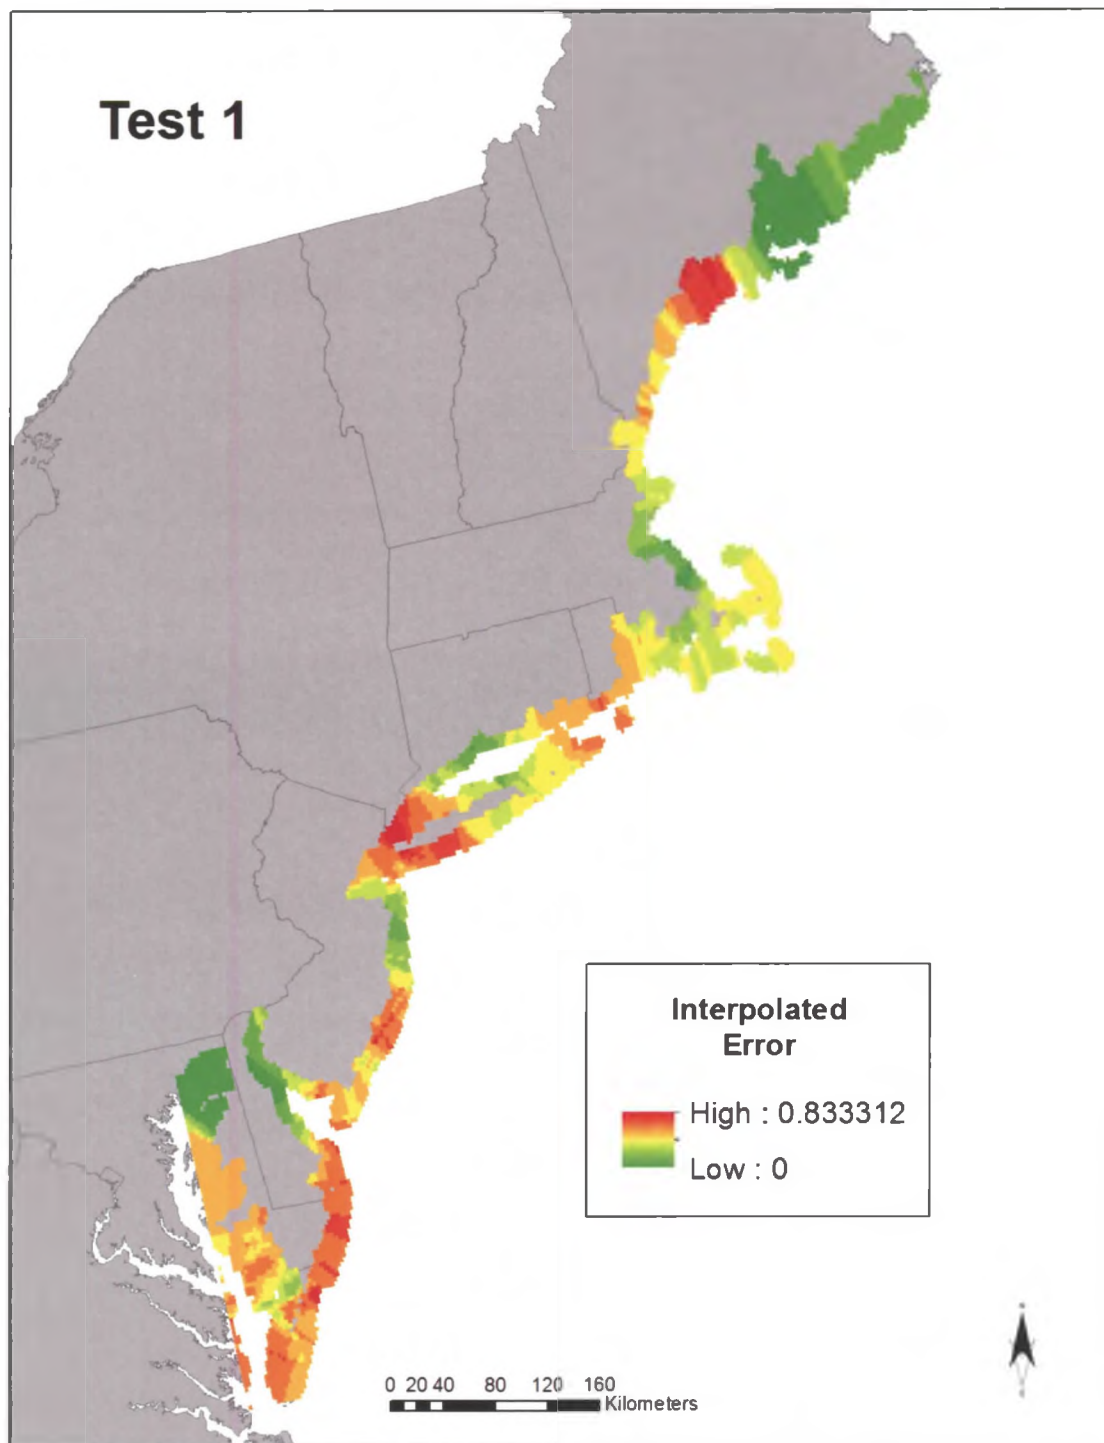 Test 1
Interpolated
Error
High : 0.833312
Low : 0
0 20 40 80 120 160
Kilometers